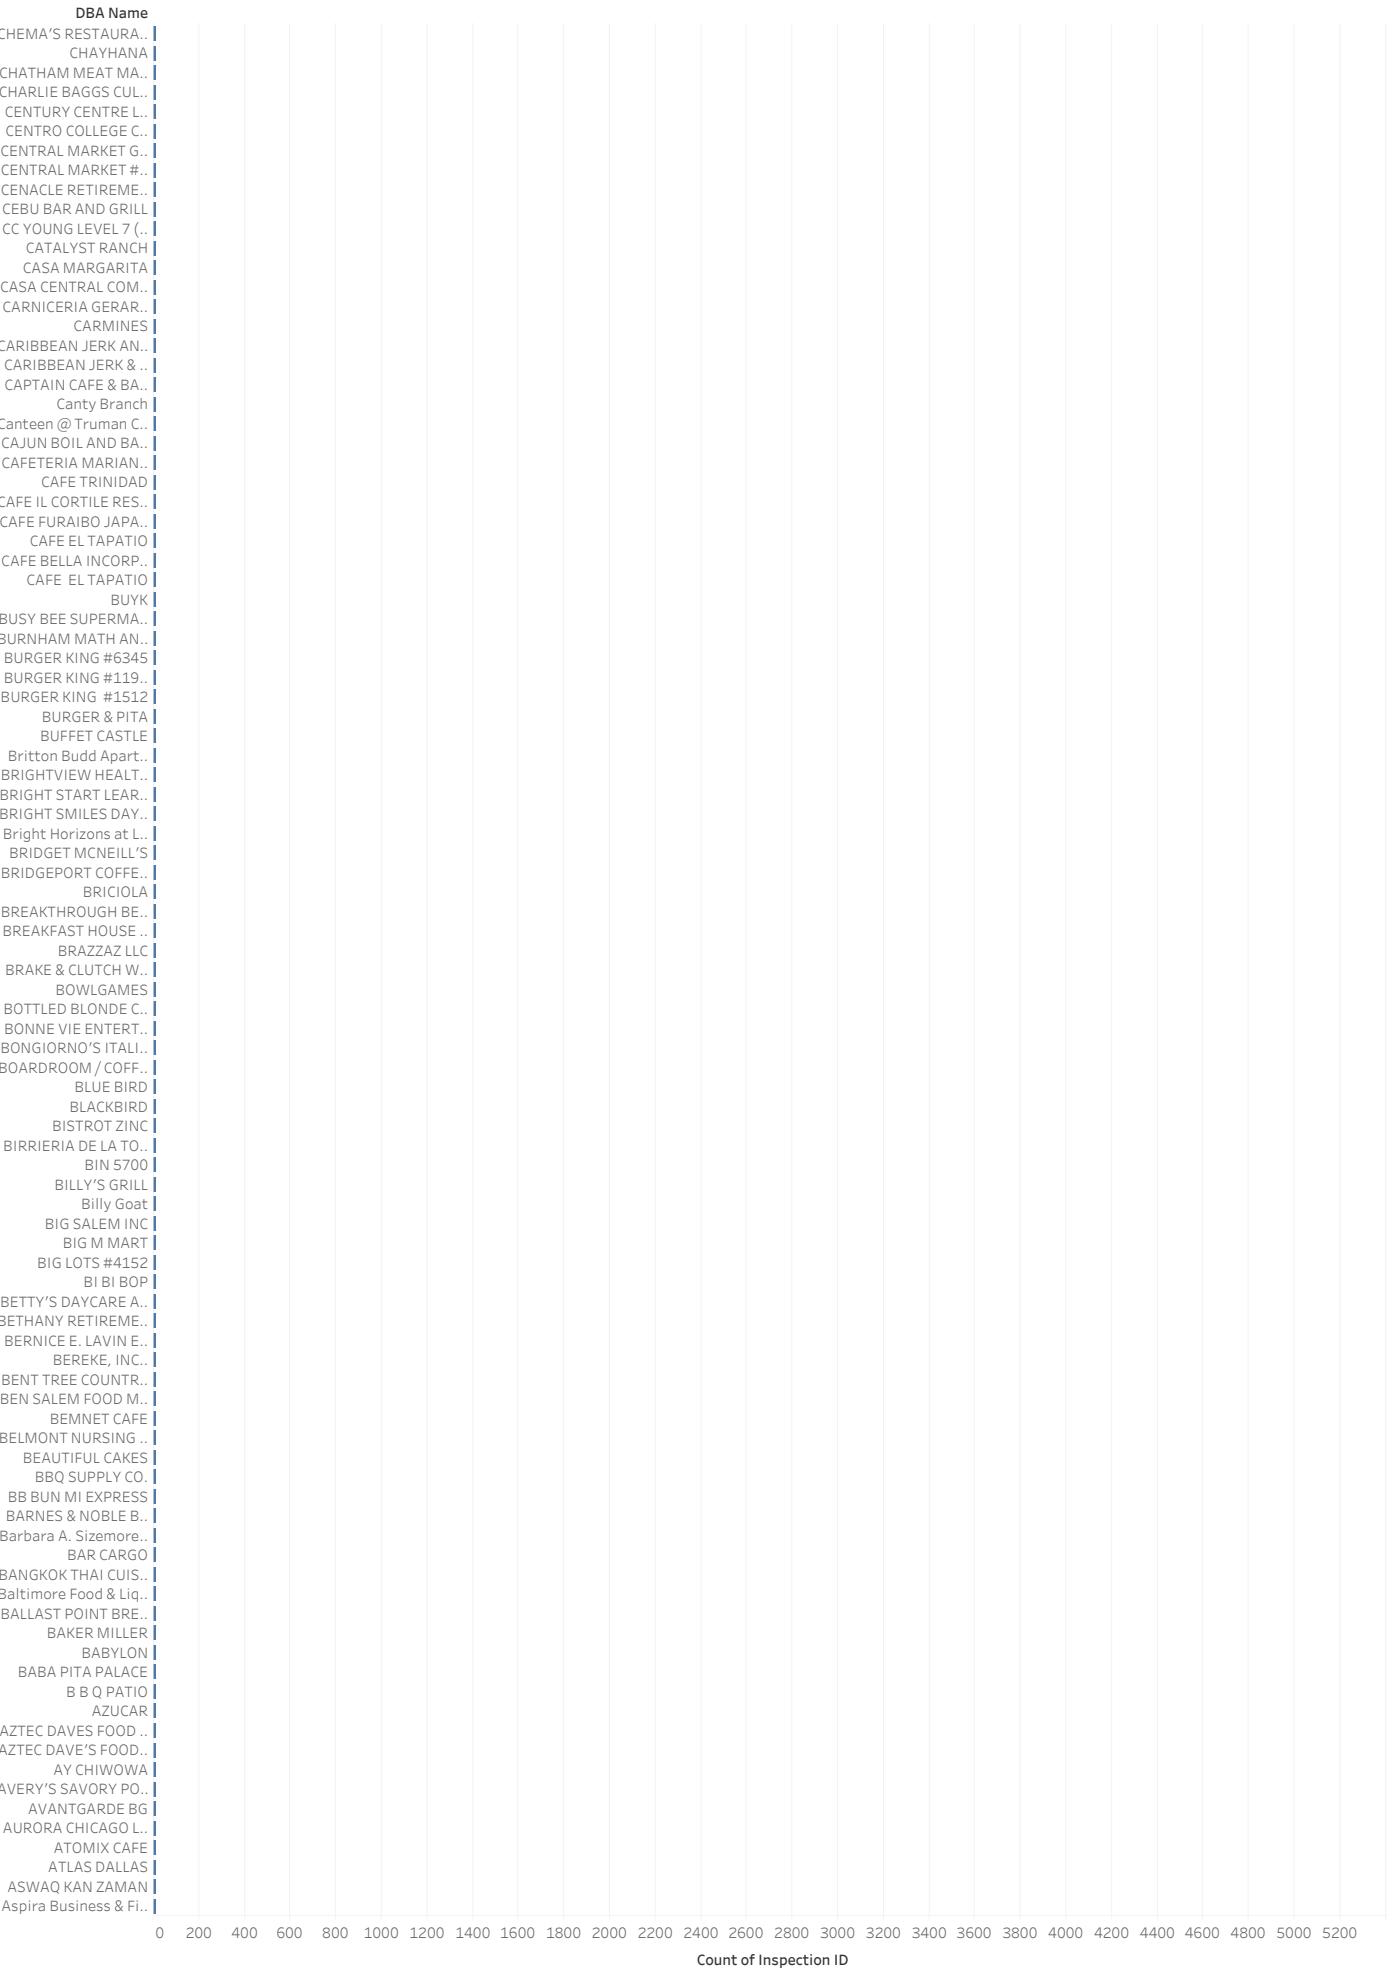 DBA Name
CHEMA'S RESTAURA..
CHAYHANA
CHATHAM MEAT MA..
CHARLIE BAGGS CUL..
CENTURY CENTRE L..
CENTRO COLLEGE C..
CENTRAL MARKET G..
CENTRAL MARKET #..
CENACLE RETIREME..
CEBU BAR AND GRILL
CC YOUNG LEVEL 7 (..
CATALYST RANCH
CASA MARGARITA
CASA CENTRAL COM..
CARNICERIA GERAR..
CARMINES
CARIBBEAN JERK AN..
CARIBBEAN JERK & ..
CAPTAIN CAFE & BA..
Canty Branch
Canteen @ Truman C..
CAJUN BOIL AND BA..
CAFETERIA MARIAN..
CAFE TRINIDAD
CAFE IL CORTILE RES..
CAFE FURAIBO JAPA..
CAFE EL TAPATIO
CAFE BELLA INCORP..
CAFE  EL TAPATIO
BUYK
BUSY BEE SUPERMA..
BURNHAM MATH AN..
BURGER KING #6345
BURGER KING #119..
BURGER KING  #1512
BURGER & PITA
BUFFET CASTLE
Britton Budd Apart..
BRIGHTVIEW HEALT..
BRIGHT START LEAR..
BRIGHT SMILES DAY..
Bright Horizons at L..
BRIDGET MCNEILL'S
BRIDGEPORT COFFE..
BRICIOLA
BREAKTHROUGH BE..
BREAKFAST HOUSE ..
BRAZZAZ LLC
BRAKE & CLUTCH W..
BOWLGAMES
BOTTLED BLONDE C..
BONNE VIE ENTERT..
BONGIORNO'S ITALI..
BOARDROOM / COFF..
BLUE BIRD
BLACKBIRD
BISTROT ZINC
BIRRIERIA DE LA TO..
BIN 5700
BILLY'S GRILL
Billy Goat
BIG SALEM INC
BIG M MART
BIG LOTS #4152
BI BI BOP
BETTY'S DAYCARE A..
BETHANY RETIREME..
BERNICE E. LAVIN E..
BEREKE, INC..
BENT TREE COUNTR..
BEN SALEM FOOD M..
BEMNET CAFE
BELMONT NURSING ..
BEAUTIFUL CAKES
BBQ SUPPLY CO.
BB BUN MI EXPRESS
BARNES & NOBLE B..
Barbara A. Sizemore..
BAR CARGO
BANGKOK THAI CUIS..
Baltimore Food & Liq..
BALLAST POINT BRE..
BAKER MILLER
BABYLON
BABA PITA PALACE
B B Q PATIO
AZUCAR
AZTEC DAVES FOOD ..
AZTEC DAVE'S FOOD..
AY CHIWOWA
AVERY'S SAVORY PO..
AVANTGARDE BG
AURORA CHICAGO L..
ATOMIX CAFE
ATLAS DALLAS
ASWAQ KAN ZAMAN
Aspira Business & Fi..
0 200 400 600 800 1000 1200 1400 1600 1800 2000 2200 2400 2600 2800 3000 3200 3400 3600 3800 4000 4200 4400 4600 4800 5000 5200
Count of Inspection ID